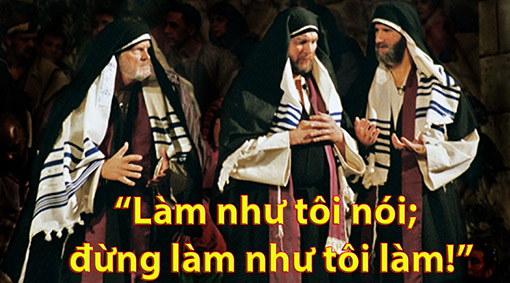 “Làm như tôi nói;
đừng làm như tôi làm!”